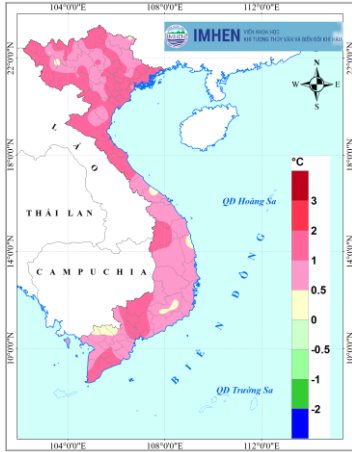 104°0'0"E 108°0'0"E 112°0'0"E
IMHEN VIỆN KHOA HỌC
KHÍ TƯỢNG THỦY VĂN VÀ BIẾN ĐỔI KHÍ HẬU
IMHEN
22°0'0"N
N
W E
S
LÀO
18°0'0"N
°C
3
2
1
0.5
0
-0.5
-1
-2
QĐ Hoàng Sa
THÁI LAN
14°0'0"N
CAMPUCHIA
BIỂN ĐÔNG
10°0'0"N
QĐ Trường Sa
104°0'0"E 108°0'0"E 112°0'0"E